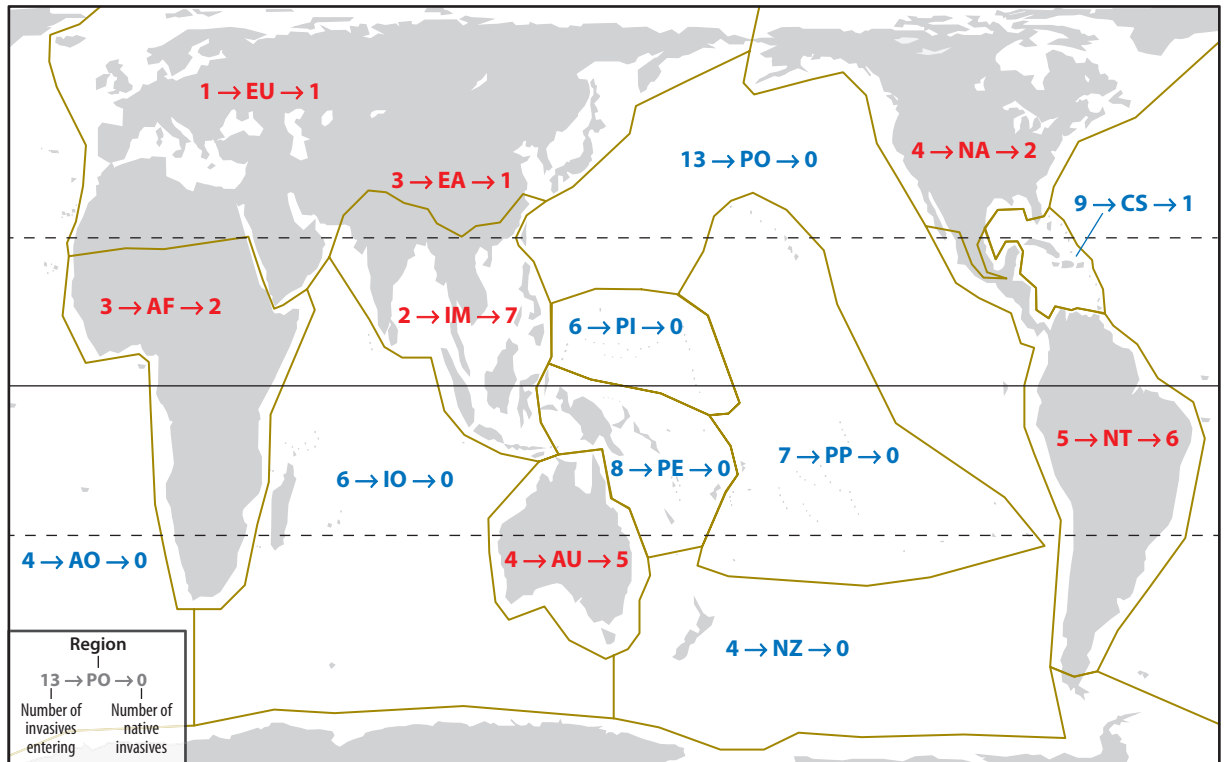 1 → EU → 1
13 → PO → 0
4 → NA → 2
3 → EA → 1
9 → CS → 1
3 → AF → 2
2 → IM → 7
6 → PI → 0
5 → NT → 6
6 → IO → 0
8 → PE → 0
7 → PP → 0
4 → AO → 0
4 → AU → 5
4 → NZ → 0
Region
13 → PO → 0
Number of
invasives
entering
Number of
native
invasives